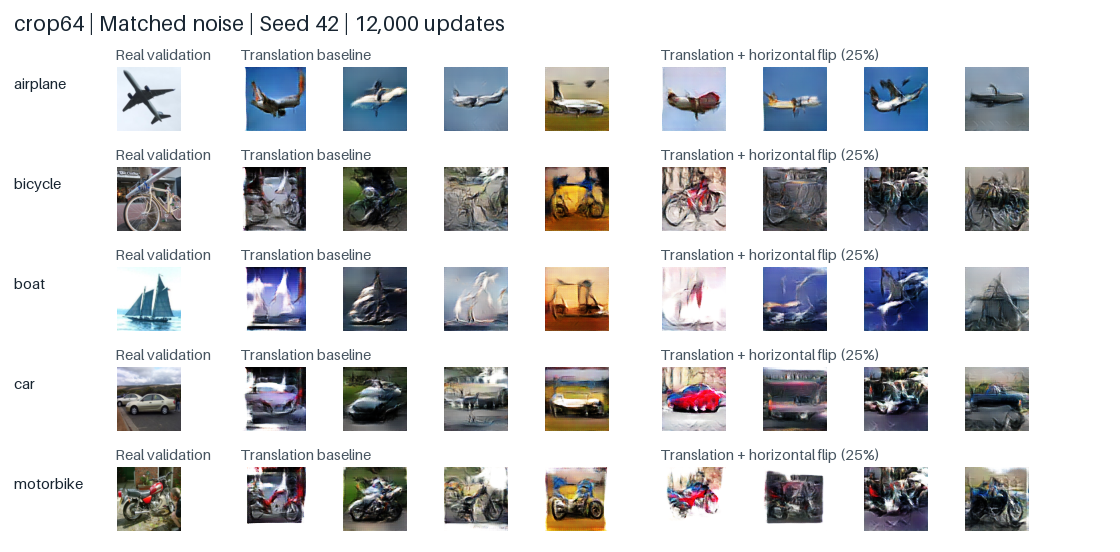 crop64 | Matched noise | Seed 42 | 12,000 updates
Real validation Translation baseline Translation + horizontal flip (25%)
airplane
Real validation Translation baseline Translation + horizontal flip (25%)
bicycle
Real validation Translation baseline Translation + horizontal flip (25%)
boat
Real validation Translation baseline Translation + horizontal flip (25%)
car
Real validation Translation baseline Translation + horizontal flip (25%)
motorbike